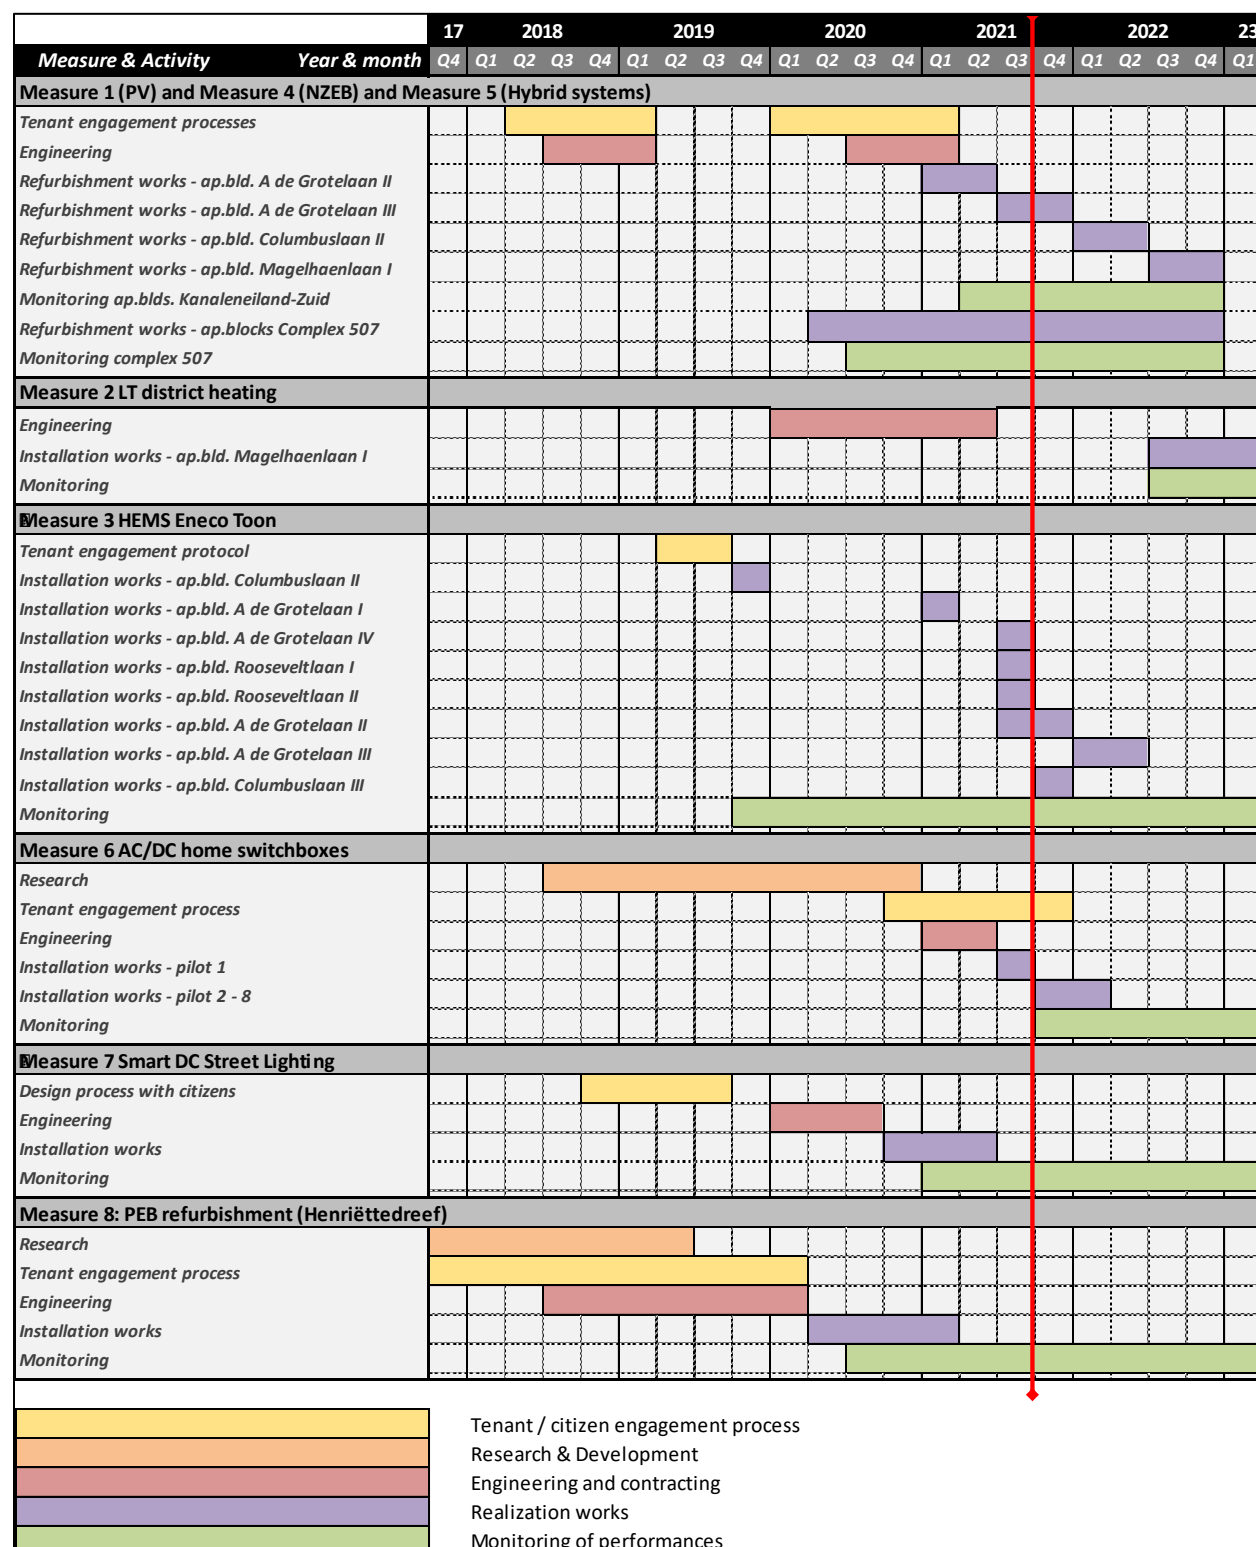 17 2018 2019 2020 2021 2022 23
Measure & Activity Year & month Q4 Q1 Q2 Q3 Q4 Q1 Q2 Q3 Q4 Q1 Q2 Q3 Q4 Q1 Q2 Q3 Q4 Q1 Q2 Q3 Q4 Q1
Measure 1 (PV) and Measure 4 (NZEB) and Measure 5 (Hybrid systems)
Tenant engagement processes
Engineering
Refurbishment works - ap.bld. A de Grotelaan II
Refurbishment works - ap.bld. A de Grotelaan III
Refurbishment works - ap.bld. Columbuslaan II
Refurbishment works - ap.bld. Magelhaenlaan I
Monitoring ap.blds. Kanaleneiland-Zuid
Refurbishment works - ap.blocks Complex 507
Monitoring complex 507
Measure 2 LT district heating
Engineering
Installation works - ap.bld. Magelhaenlaan I
Monitoring
Measure 3 HEMS Eneco Toon
Tenant engagement protocol
Installation works - ap.bld. Columbuslaan II
Installation works - ap.bld. A de Grotelaan I
Installation works - ap.bld. A de Grotelaan IV
Installation works - ap.bld. Rooseveltlaan I
Installation works - ap.bld. Rooseveltlaan II
Installation works - ap.bld. A de Grotelaan II
Installation works - ap.bld. A de Grotelaan III
Installation works - ap.bld. Columbuslaan III
Monitoring
Measure 6 AC/DC home switchboxes
Research
Tenant engagement process
Engineering
Installation works - pilot 1
Installation works - pilot 2 - 8
Monitoring
Measure 7 Smart DC Street Lighting
Design process with citizens
Engineering
Installation works
Monitoring
Measure 8: PEB refurbishment (Henriëttedreef)
Research
Tenant engagement process
Engineering
Installation works
Monitoring
Tenant / citizen engagement process
Research & Development
Engineering and contracting
Realization works
Monitoring of performances